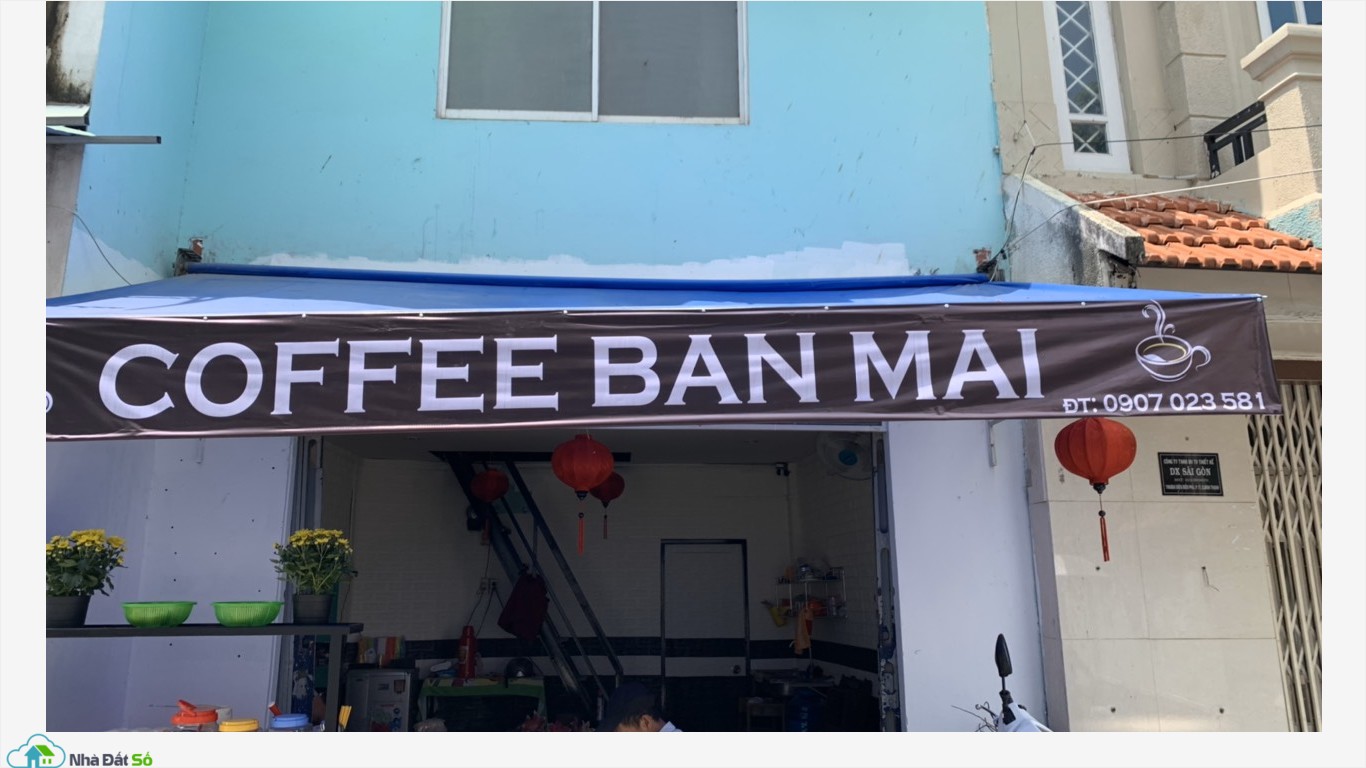 COFFEE BAN MAI
ĐT: 0907 023 581
DX SÀI GÒN
Nhà Đất Số